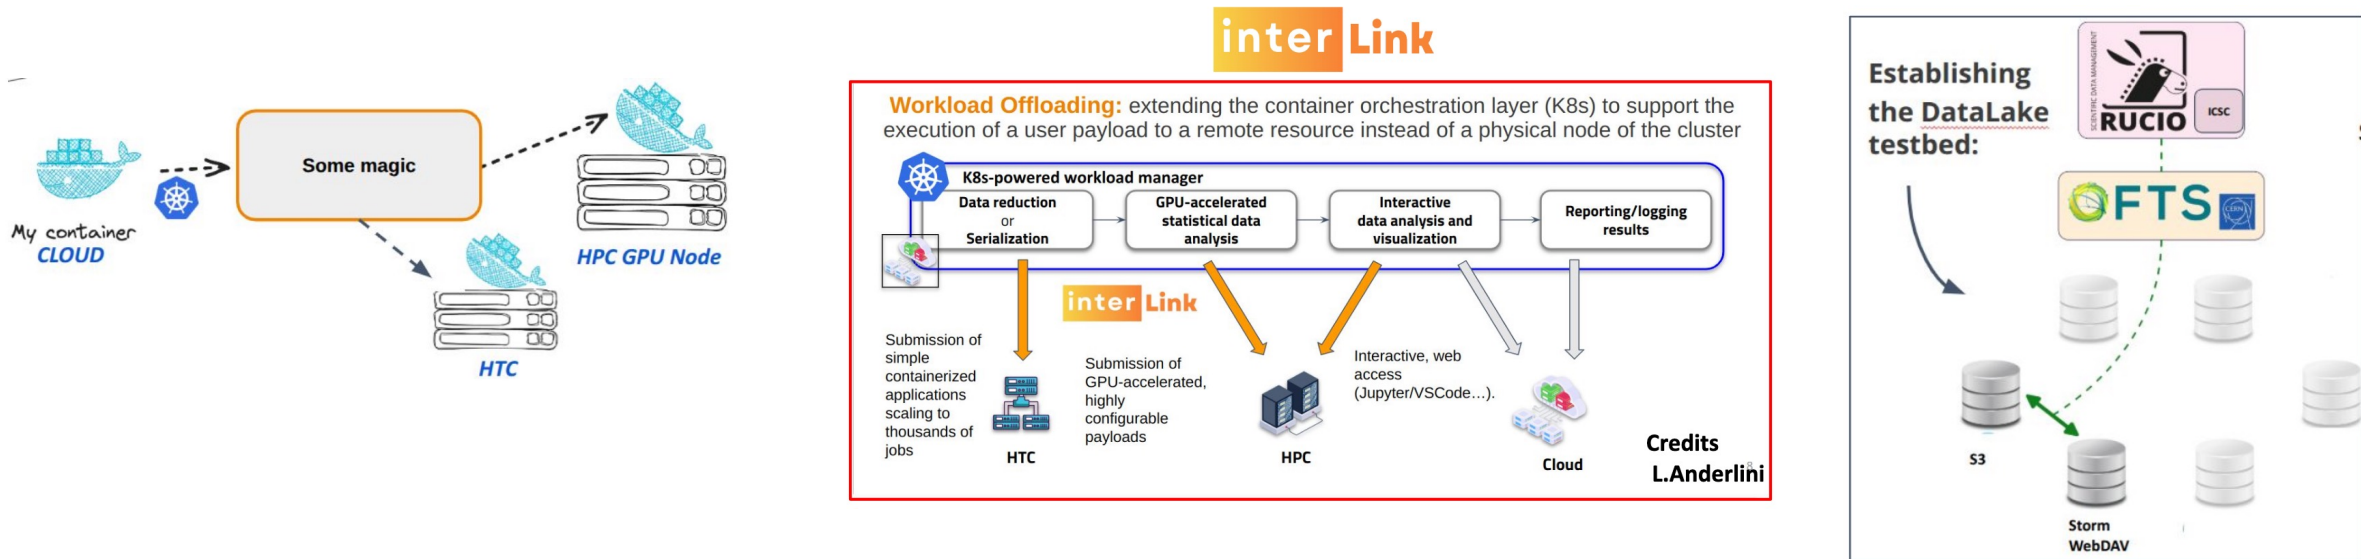 Some magic
My container
CLOUD
HTC
HPC GPU Node
inter Link
Workload Offloading: extending the container orchestration layer (K8s) to support the
execution of a user payload to a remote resource instead of a physical node of the cluster
K8s-powered workload manager
Data reduction
or
Serialization
GPU-accelerated
statistical data
analysis
Interactive
data analysis and
visualization
Reporting/logging
results
inter Link
Submission of
simple
containerized
applications
scaling to
thousands of
jobs
HTC
Submission of
GPU-accelerated,
highly
configurable
payloads
HPC
Interactive, web
access
(Jupyter/VSCode…).
Cloud
Credits
L.Anderlini
Establishing
the DataLake
testbed:
SCIENTIFIC DATA MANAGEMENT
RUCIO
ICSC
FTS
CERN
S3
Storm
WebDAV